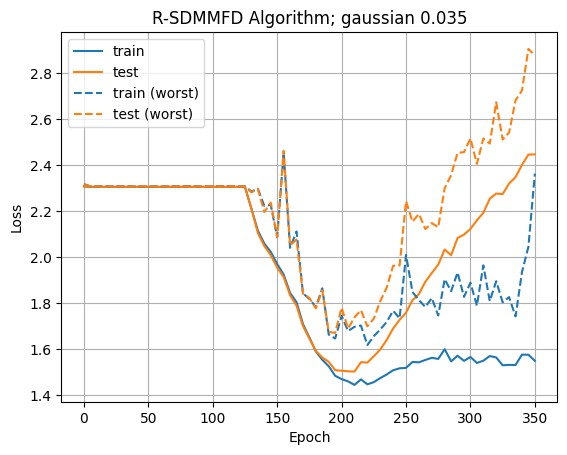 R-SDMMFD Algorithm; gaussian 0.035
train
test
train (worst)
test (worst)
Loss
2.8
2.6
2.4
2.2
2.0
1.8
1.6
1.4
0 50 100 150 200 250 300 350
Epoch